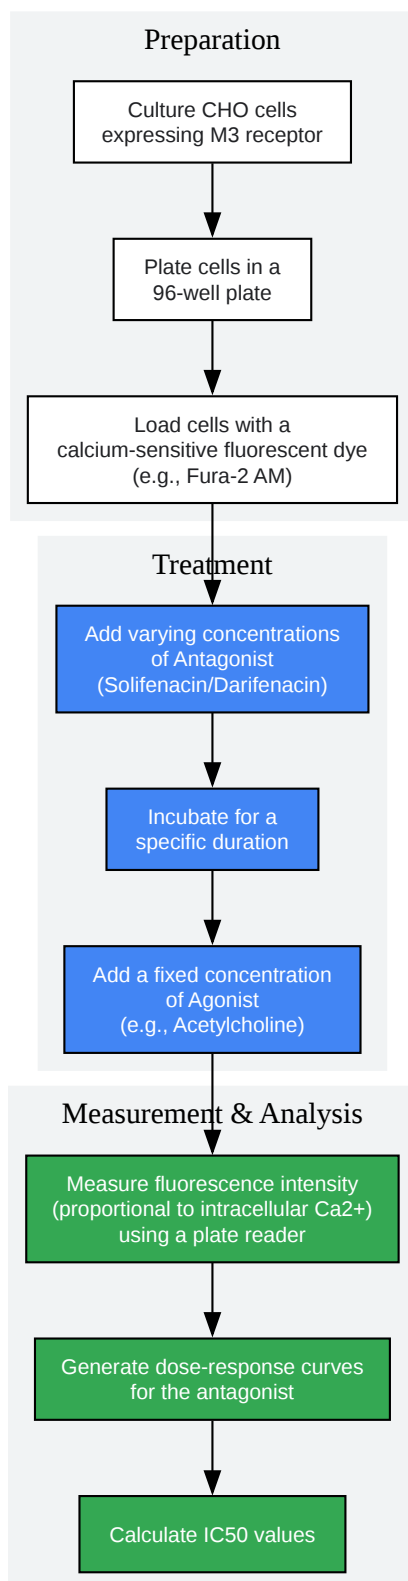 Preparation
Culture CHO cells
expressing M3 receptor
Plate cells in a
96-well plate
Load cells with a
calcium-sensitive fluorescent dye
(e.g., Fura-2 AM)
Treatment
Add varying concentrations
of Antagonist
(Solifenacin/Darifenacin)
Incubate for a
specific duration
Add a fixed concentration
of Agonist
(e.g., Acetylcholine)
Measurement & Analysis
Measure fluorescence intensity
(proportional to intracellular Ca2+)
using a plate reader
Generate dose-response curves
for the antagonist
Calculate IC50 values